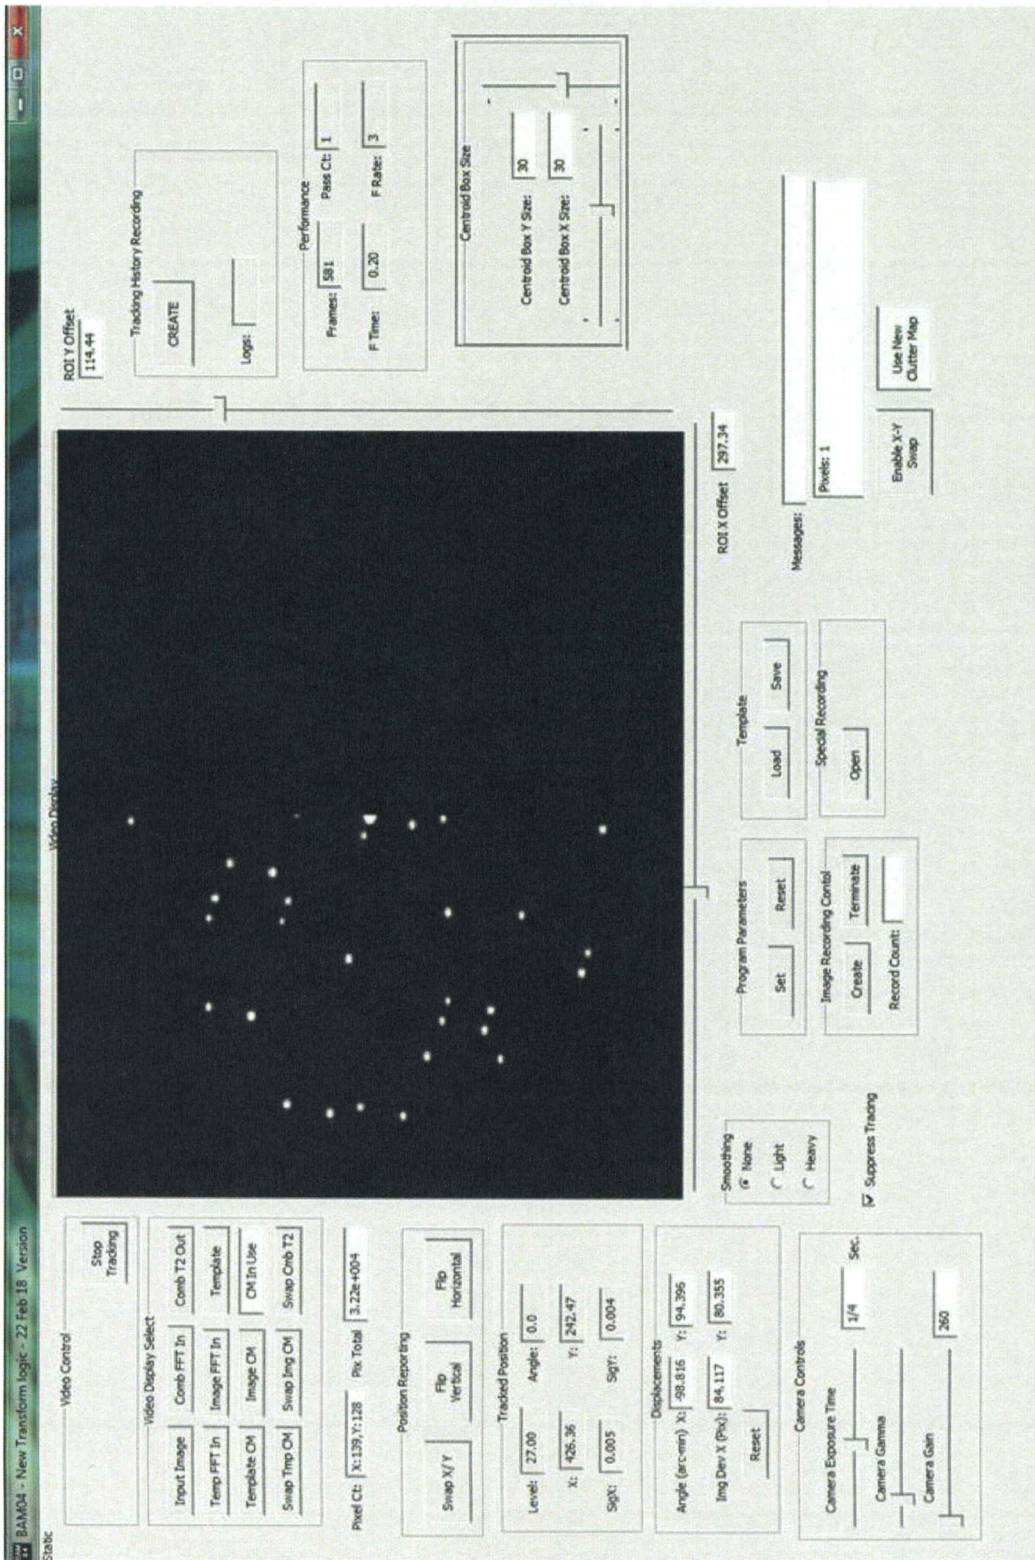 BAM04 - New Transform logic - 22 Feb 18 Version
Static
Video Control
Stop Tracking
Video Display Select
Input Image Comb FFT In Comb T2 Out
Temp FFT In Image FFT In Template
Template CM Image CM CM In Use
Swap Tmp CM Swap Img CM Swap Cmb T2
Pixel Ct: X:139,Y:128 Pix Total 3.22e+004
Position Reporting
Swap X/Y Flip Vertical Flip Horizontal
Tracked Position
Level: 27.00 Angle: 0.0
X: 426.36 Y: 242.47
SigX: 0.005 SigY: 0.004
Displacements
Angle (arc-min) X: -98.816 Y: 94.396
Img Dev X (Pix): 84.117 Y: 80.355
Reset
Camera Controls
Camera Exposure Time
1/4 Sec.
Camera Gamma
Camera Gain
260
Video Display
ROI Y Offset
114.44
ROI X Offset 297.34
Smoothing
None
Light
Heavy
Suppress Tracing
Program Parameters
Set Reset
Image Recording Contol
Create Terminate
Record Count:
Template
Load Save
Special Recording
Open
Tracking History Recording
CREATE
Logs:
Performance
Frames: 581 Pass Ct: 1
F Time: 0.20 F Rate: 3
Centroid Box Size
Centroid Box Y Size: 30
Centroid Box X Size: 30
Messages:
Pixels: 1
Enable X-Y Swap
Use New Clutter Map